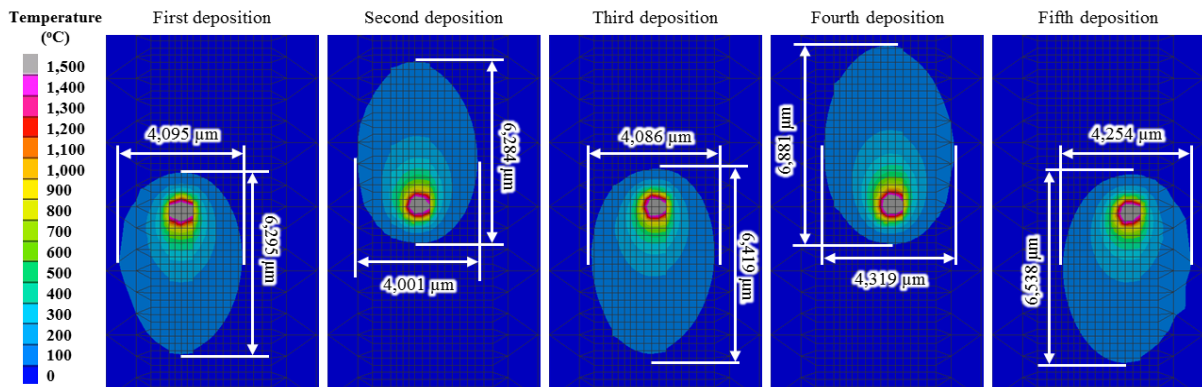 Temperature
(°C)
1,500
1,400
1,300
1,200
1,100
1,000
900
800
700
600
500
400
300
200
100
0
First deposition
4,095 µm
6,295 µm
Second deposition
6,284 µm
4,001 µm
Third deposition
4,086 µm
6,419 µm
Fourth deposition
6,881 µm
4,319 µm
Fifth deposition
4,254 µm
6,538 µm